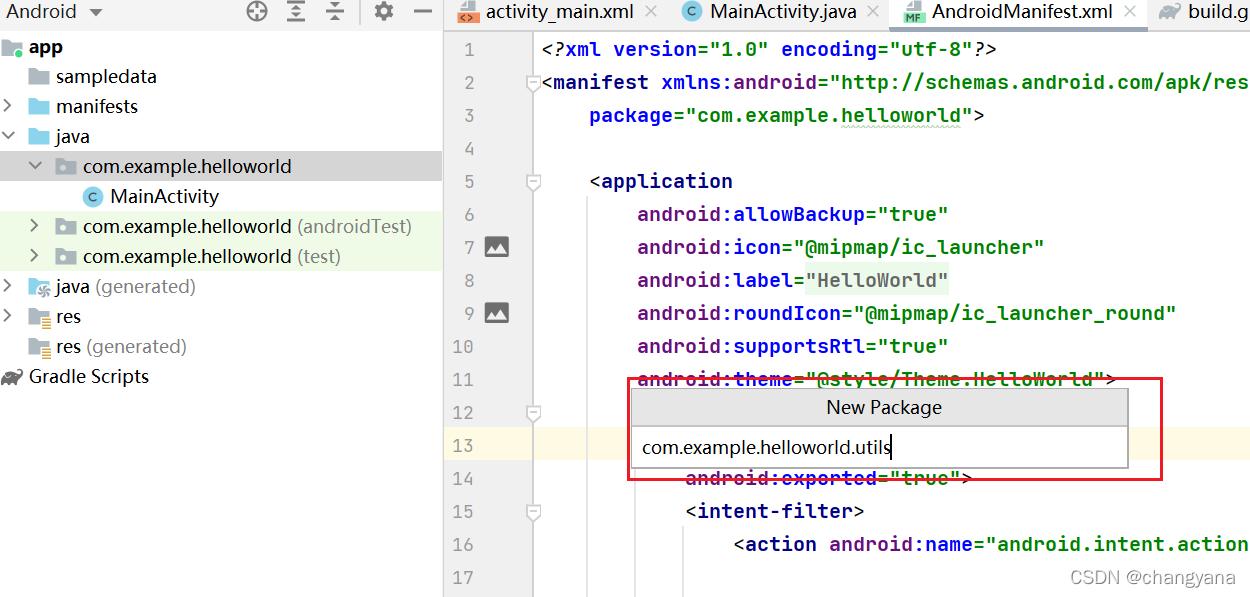 Android
activity_main.xml
MainActivity.java
AndroidManifest.xml
build.g
app
sampledata
manifests
java
com.example.helloworld
MainActivity
com.example.helloworld (androidTest)
com.example.helloworld (test)
java (generated)
res
res (generated)
Gradle Scripts
1 <?xml version="1.0" encoding="utf-8"?>
2 <manifest xmlns:android="http://schemas.android.com/apk/res
3 package="com.example.helloworld">
4
5 <application
6 android:allowBackup="true"
7 android:icon="@mipmap/ic_launcher"
8 android:label="HelloWorld"
9 android:roundIcon="@mipmap/ic_launcher_round"
10 android:supportsRtl="true"
11 android:theme="@style/Theme.HelloWorld">
12
New Package
13
com.example.helloworld.utils
14 android:exported="true">
15 <intent-filter>
16 <action android:name="android.intent.action
17
CSDN @changyana